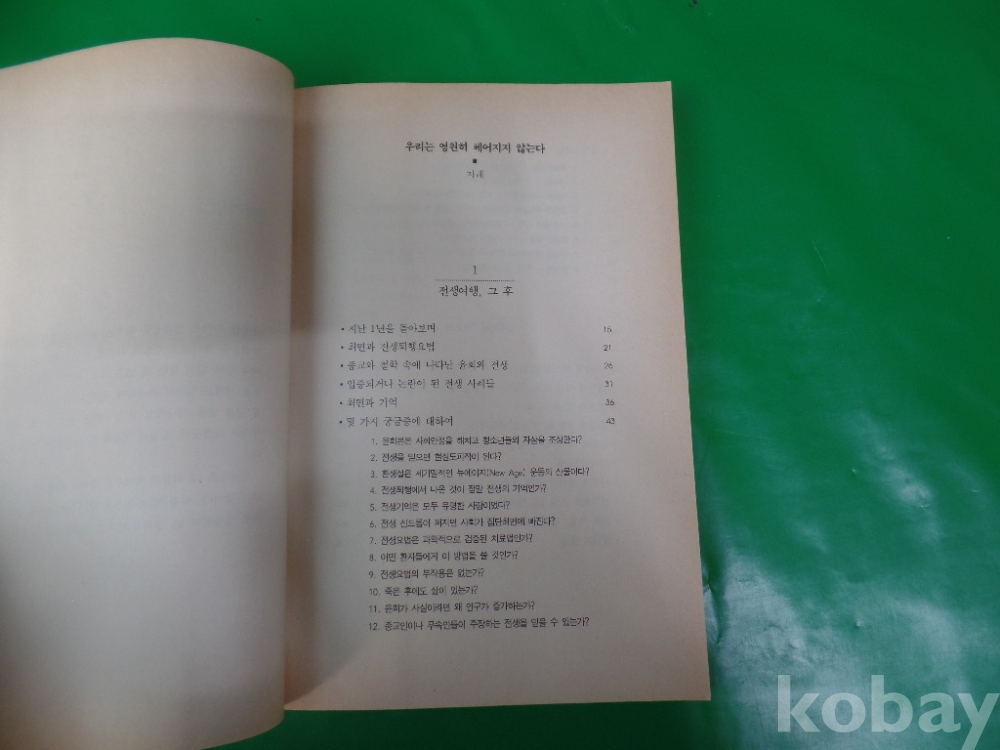 우리는 영원히 헤어지지 않는다
차례
1
전생여행, 그 후
• 지난 1년을 돌아보며 15
• 최면과 전생퇴행요법 21
• 종교와 철학 속에 나타난 윤회와 전생 26
• 입증되거나 논란이 된 전생 사례들 31
• 최면과 기억 36
• 몇 가지 궁금증에 대하여 43
1. 윤회론은 사회안정을 해치고 청소년들의 자살을 조장한다?
2. 전생을 믿으면 현실도피적이 된다?
3. 환생설은 세기말적인 뉴에이지(New Age) 운동의 산물이다?
4. 전생퇴행에서 나온 것이 정말 전생의 기억인가?
5. 전생기억은 모두 유명한 사람이었다?
6. 전생 신드롬이 퍼지면 사회가 집단최면에 빠진다?
7. 전생요법은 과학적으로 검증된 치료법인가?
8. 어떤 환자들에게 이 방법을 쓸 것인가?
9. 전생요법의 부작용은 없는가?
10. 죽은 후에도 삶이 있는가?
11. 윤회가 사실이라면 왜 인구가 증가하는가?
12. 종교인이나 무속인들이 주장하는 전생을 믿을 수 있는가?
kobay